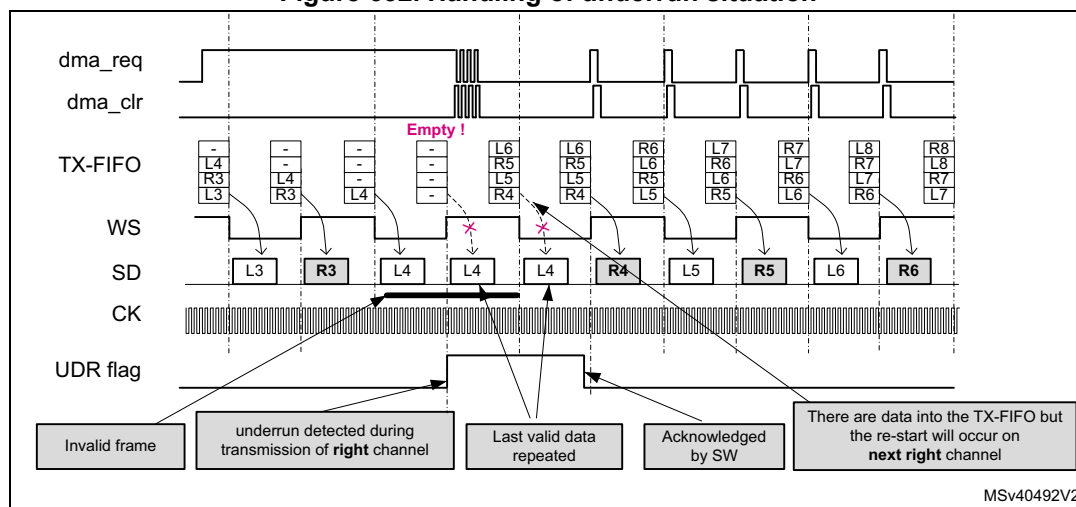 Figure Handling of underrun situation
dma_req
dma_clr
Empty !
TX-FIFO
- - - - L6 L6 R6 L7 R7 L8 R8
L4 - - - R5 R5 L6 R6 L7 R7 L8
R3 L4 - - L5 L5 R5 L6 R6 L7 R7
L3 R3 L4 - R4 R4 L5 R5 L6 R6 L7
WS
SD
L3 R3 L4 L4 L4 R4 L5 R5 L6 R6
CK
UDR flag
Invalid frame
underrun detected during
transmission of right channel
Last valid data
repeated
Acknowledged
by SW
There are data into the TX-FIFO but
the re-start will occur on
next right channel
MSv40492V2